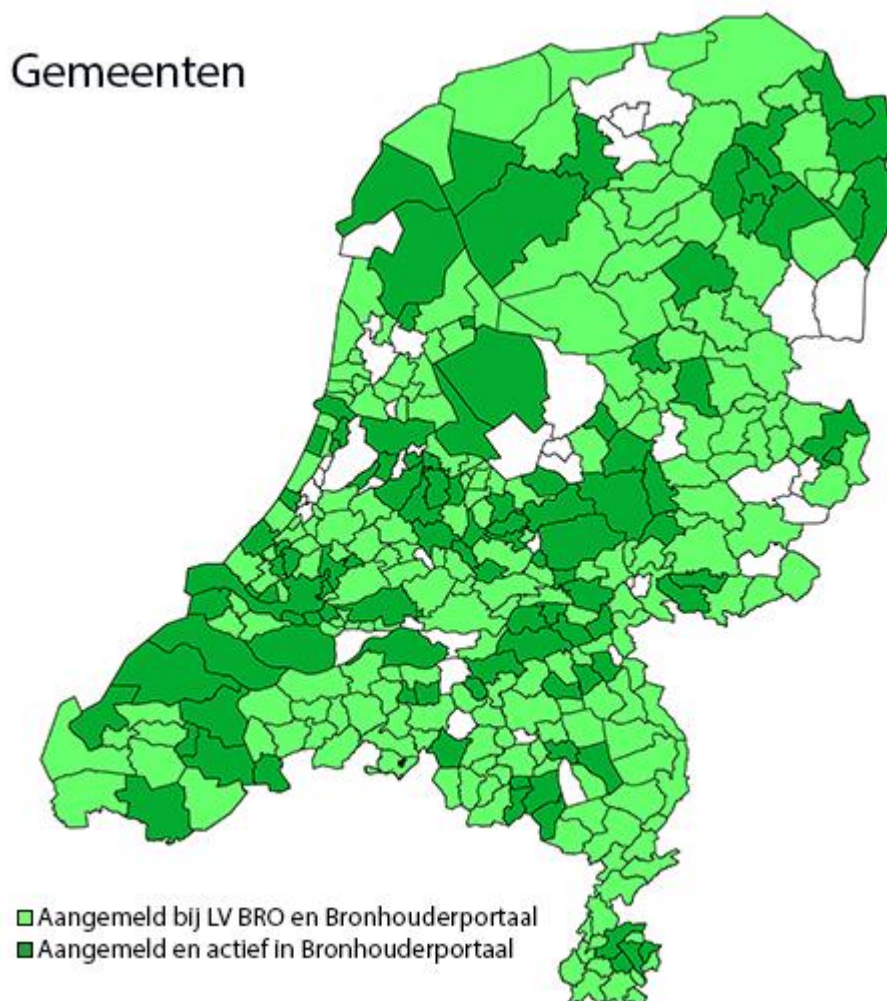 Gemeenten
Aangemeld bij LV BRO en Bronhouderportaal
Aangemeld en actief in Bronhouderportaal